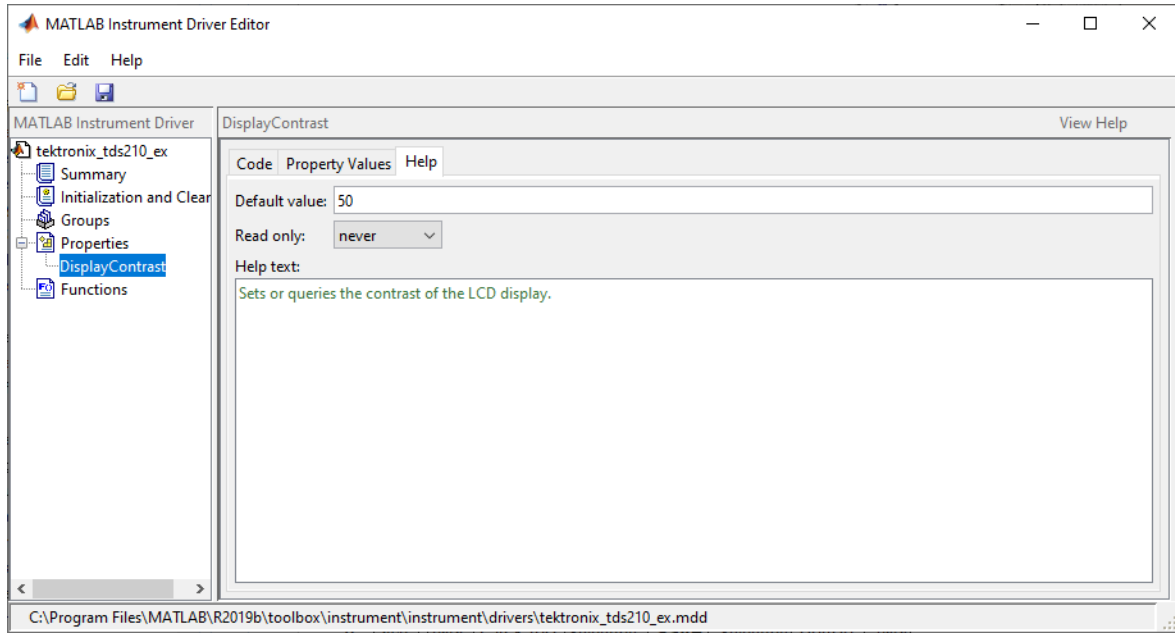 MATLAB Instrument Driver Editor
File Edit Help
MATLAB Instrument Driver
DisplayContrast
View Help
tektronix_tds210_ex
Summary
Initialization and Clear
Groups
Properties
DisplayContrast
Functions
Code Property Values Help
Default value: 50
Read only: never
Help text:
Sets or queries the contrast of the LCD display.
C:\Program Files\MATLAB\R2019b\toolbox\instrument\instrument\drivers\tektronix_tds210_ex.mdd